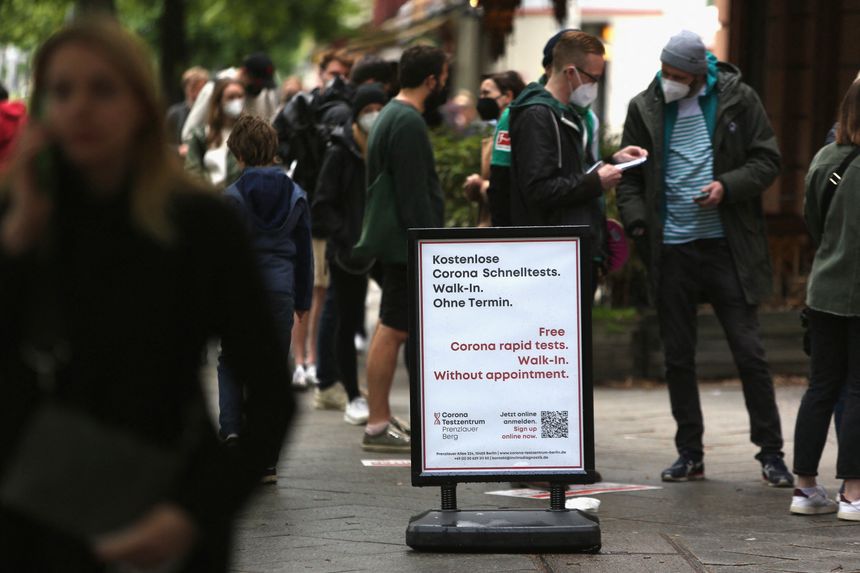 Kostenlose
Corona Schnelltests.
Walk-In.
Ohne Termin.
Free
Corona rapid tests.
Walk-In.
Without appointment.
Corona
Testzentrum
Prenzlauer
Berg
Jetzt online
anmelden.
Sign up
online now.